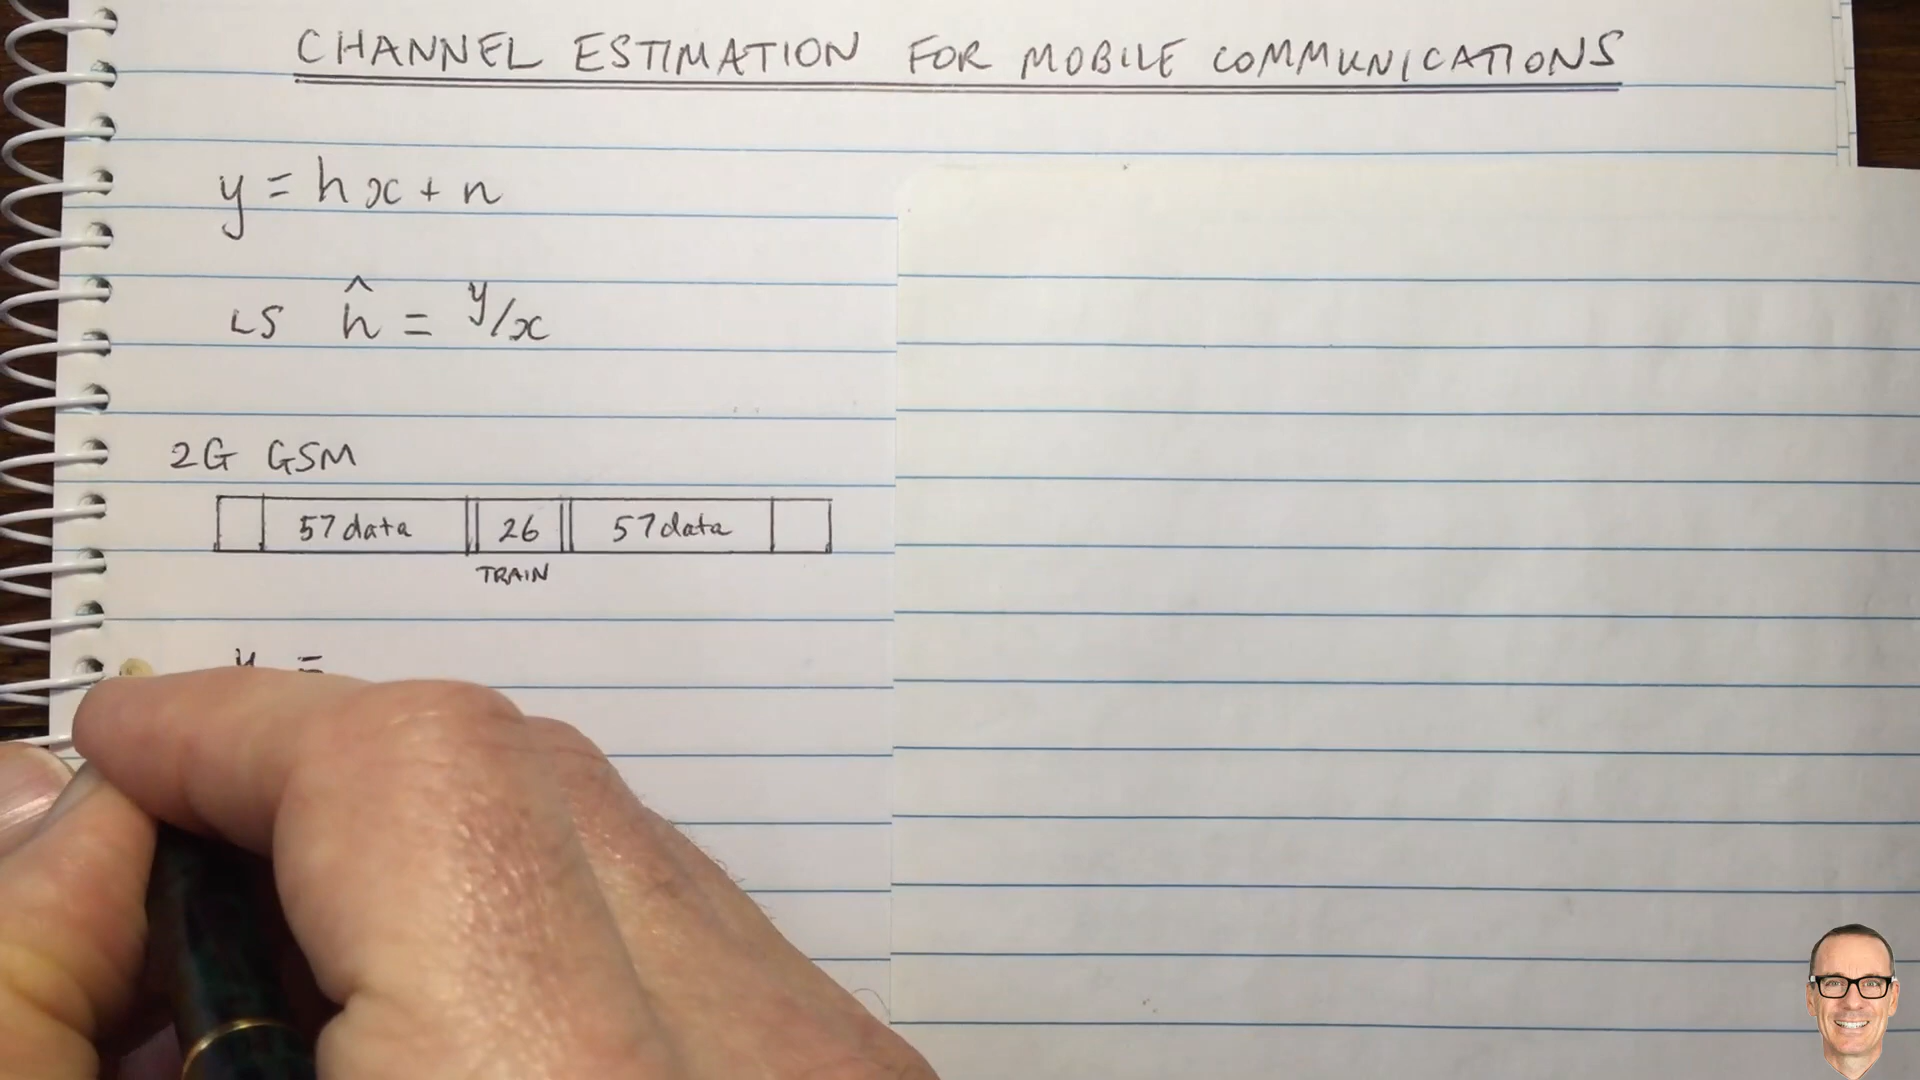 CHANNEL ESTIMATION FOR MOBILE COMMUNICATIONS
y = hx + n
LS ĥ = y/x
2G GSM
57 data 26 57 data
TRAIN
y =